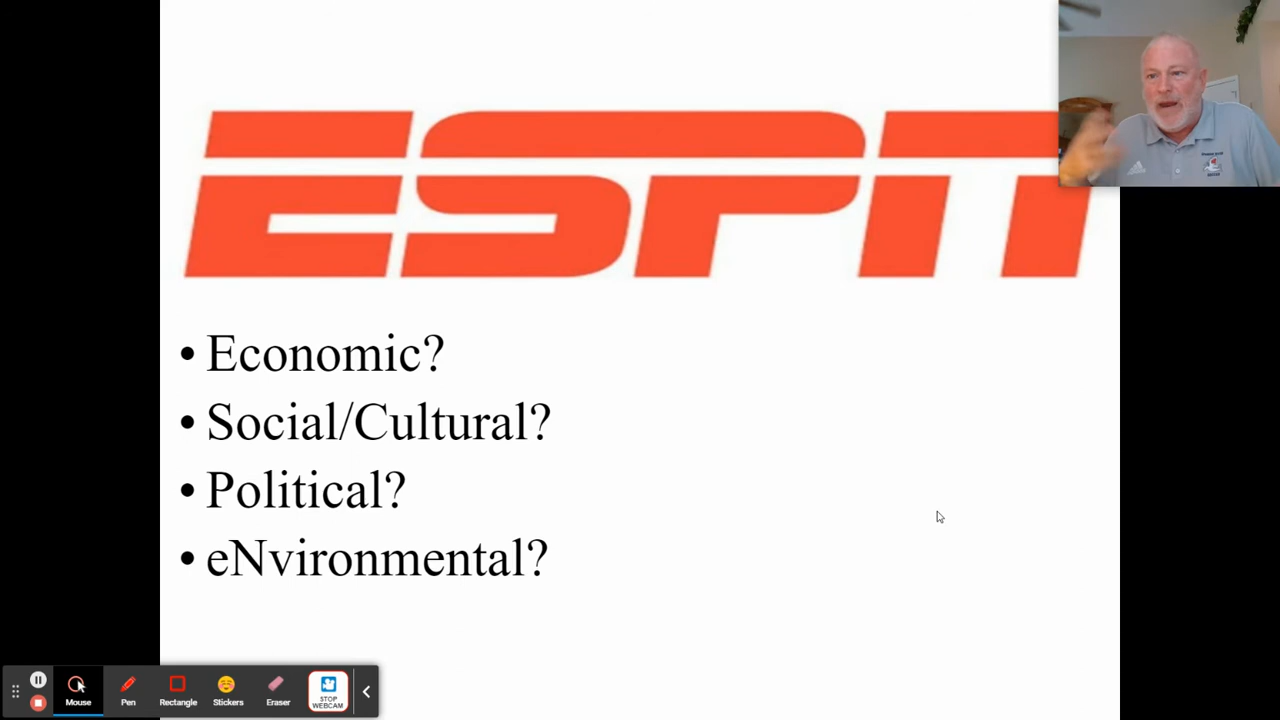 ESPN
• Economic?
• Social/Cultural?
• Political?
• eNvironmental?
Mouse
Pen
Rectangle
Stickers
Eraser
STOP
WEBCAM